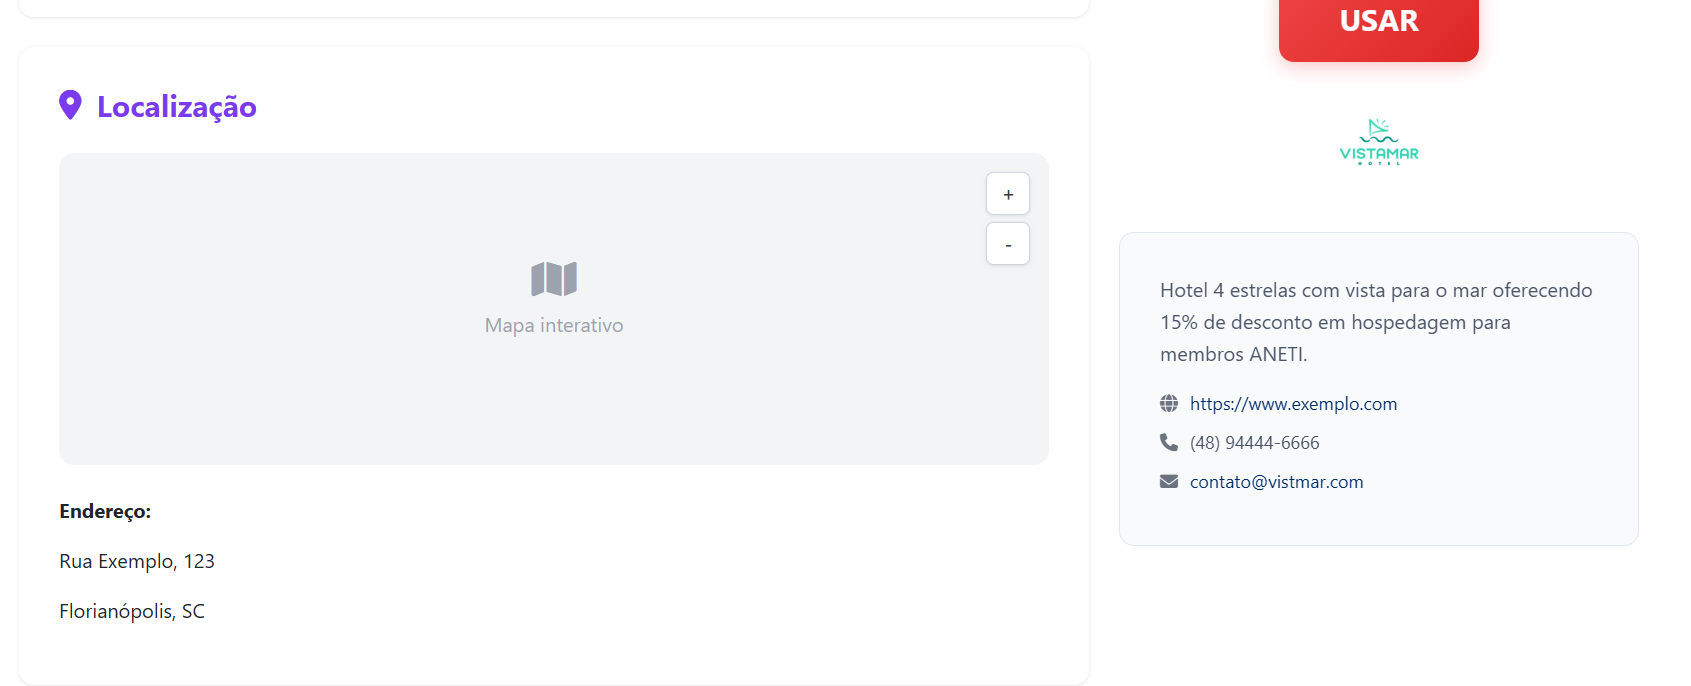 Localização
+
-
Mapa interativo
Endereço:
Rua Exemplo, 123
Florianópolis, SC
USAR
VISTAMAR
HOTEL
Hotel 4 estrelas com vista para o mar oferecendo
15% de desconto em hospedagem para
membros ANETI.
https://www.exemplo.com
(48) 94444-6666
contato@vistmar.com